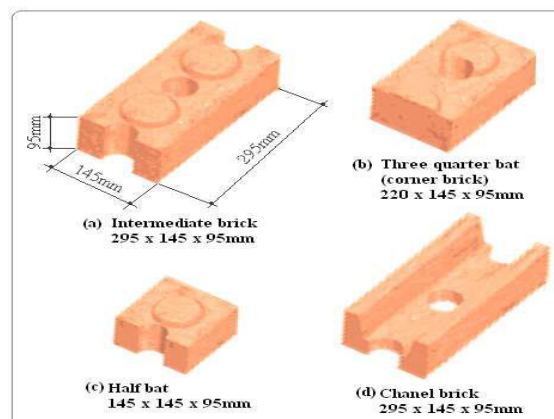 95mm
145mm
295mm
(a) Intermediate brick
295 x 145 x 95mm
(b) Three quarter bat
(corner brick)
220 x 145 x 95mm
(c) Half bat
145 x 145 x 95mm
(d) Chanel brick
295 x 145 x 95mm